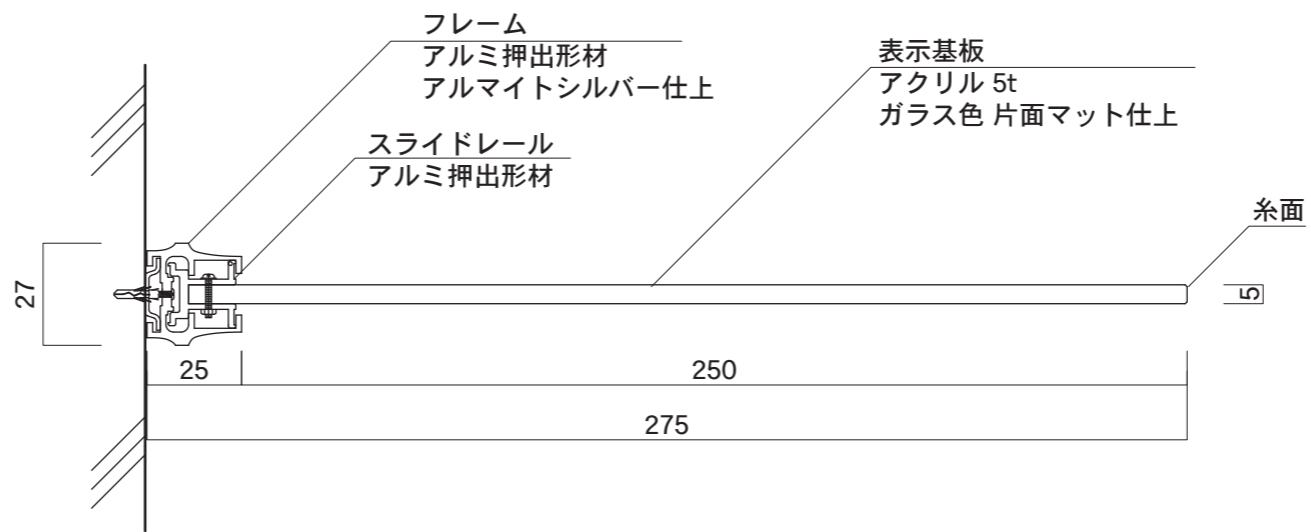 フレーム
アルミ押出形材
アルマイトシルバー仕上
表示基板
アクリル 5t
ガラス色 片面マット仕上
スライドレール
アルミ押出形材
糸面
27
5
25
250
275